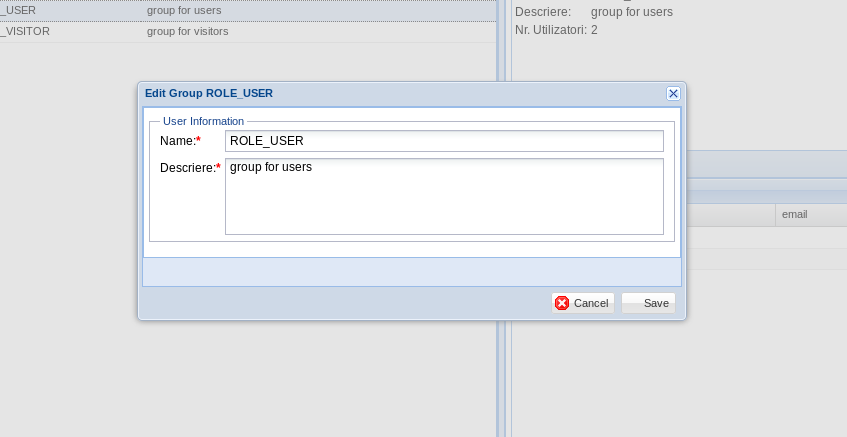 _USER group for users
_VISITOR group for visitors
Descriere: group for users
Nr. Utilizatori: 2
Edit Group ROLE_USER
User Information
Name:* ROLE_USER
Descriere:* group for users
email
Cancel Save